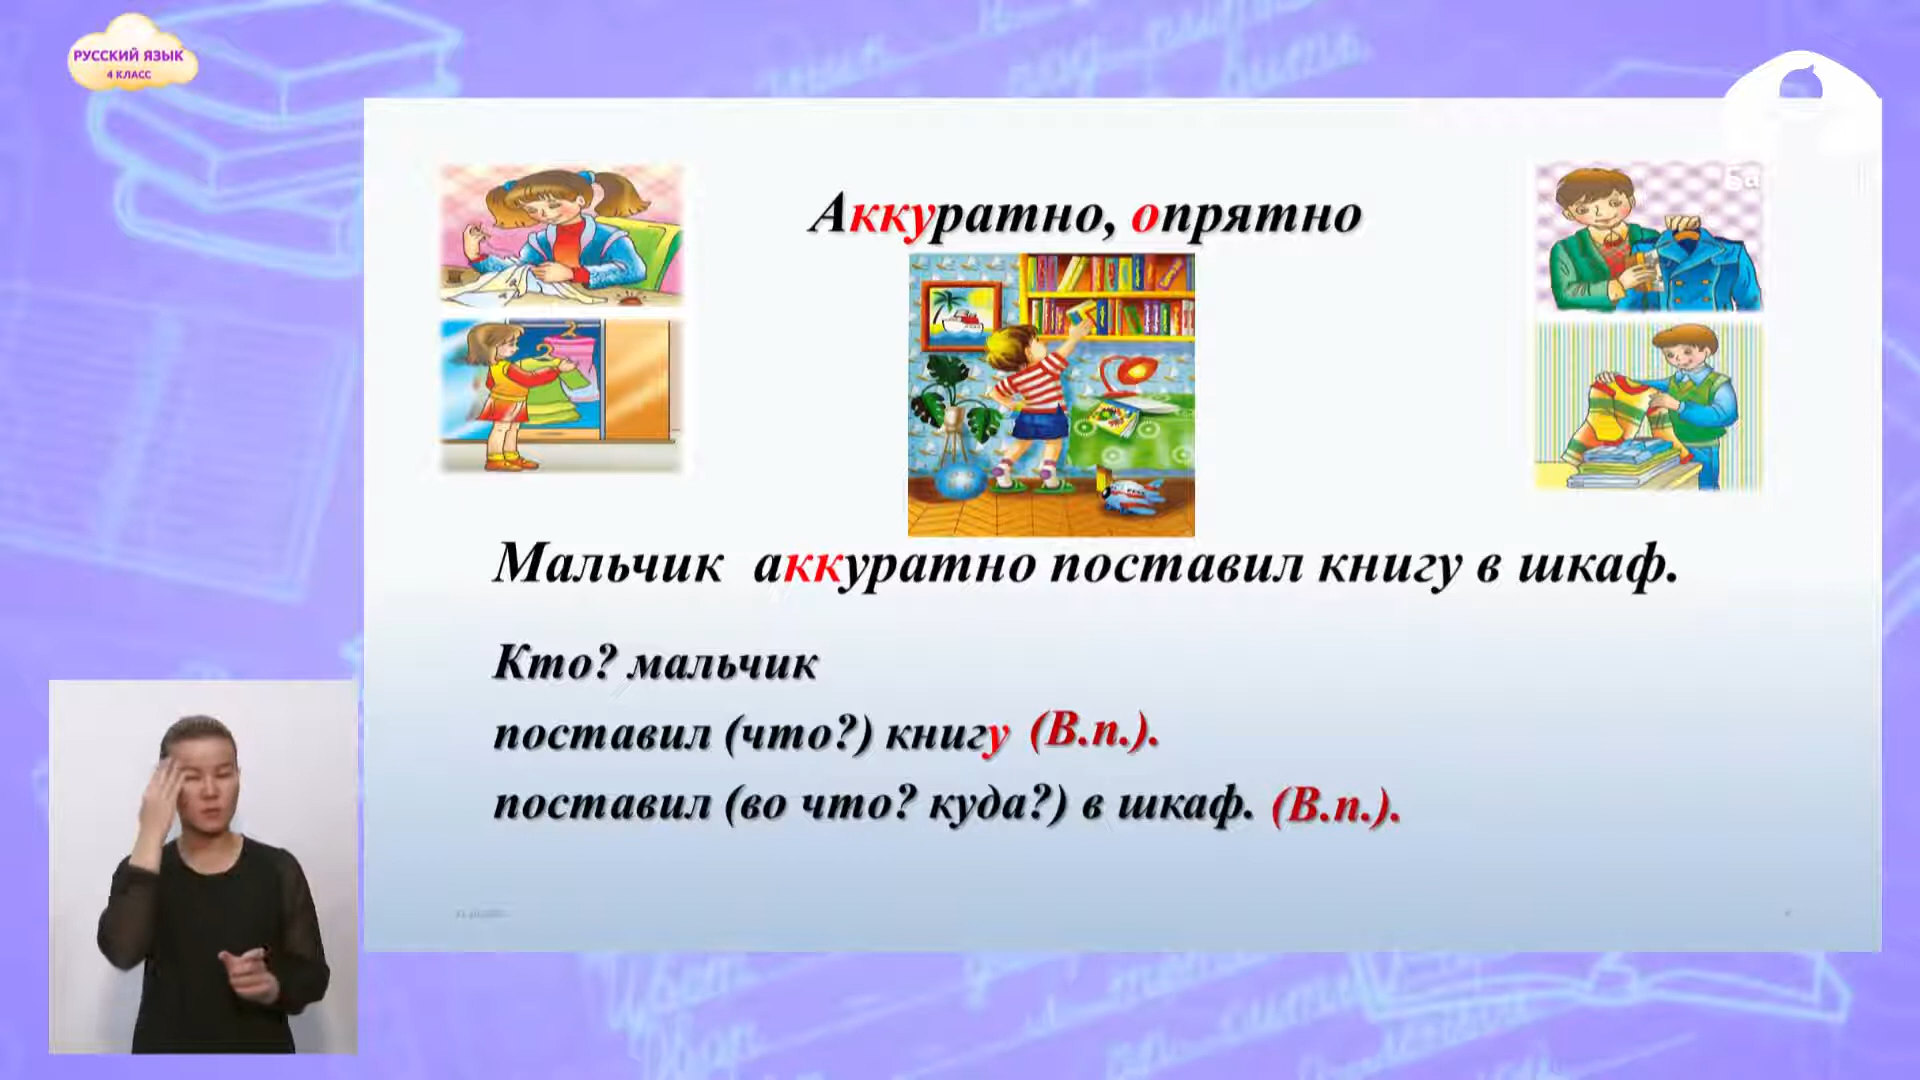 РУССКИЙ ЯЗЫК
4 КЛАСС
Аккуратно, опрятно
Мальчик аккуратно поставил книгу в шкаф.
Кто? мальчик
поставил (что?) книгу (В.п.).
поставил (во что? куда?) в шкаф. (В.п.).